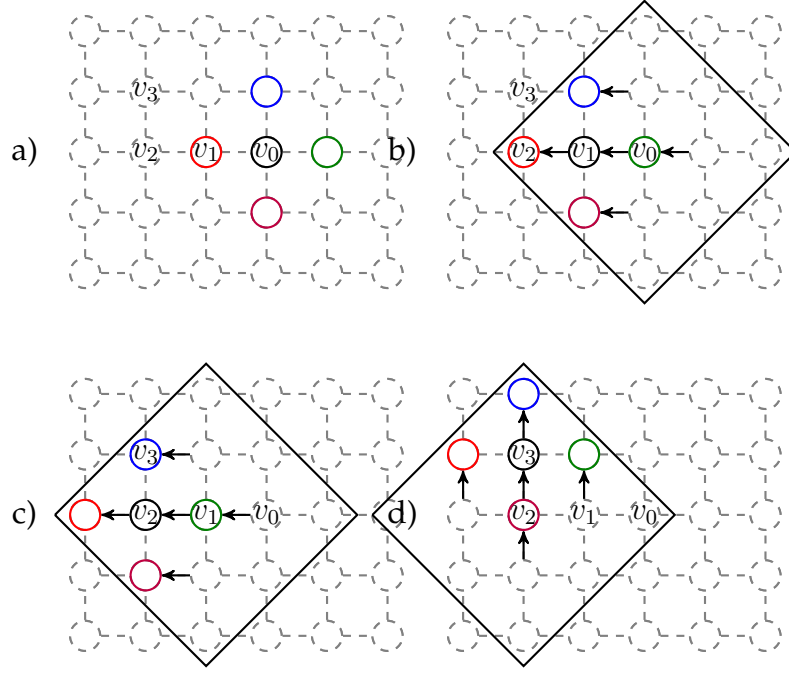 v₃ v₃
a) v₂ v₁ v₀ b) v₂ v₁ v₀
v₃ v₃
c) v₂ v₁ v₀ d) v₂ v₁ v₀